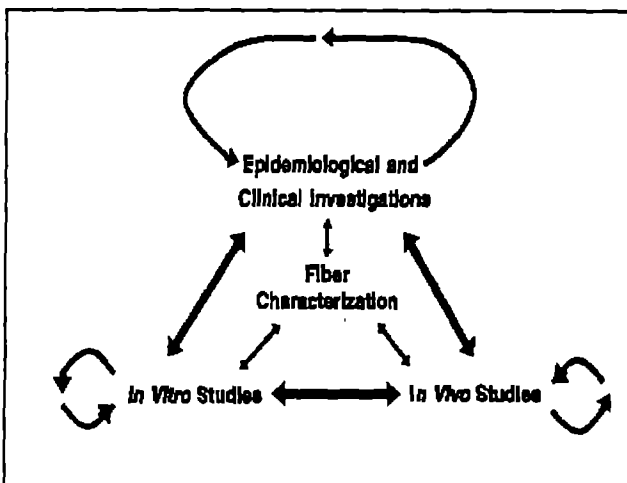 Epidemiological and
Clinical Investigations
Fiber
Characterization
In Vitro Studies
In Vivo Studies